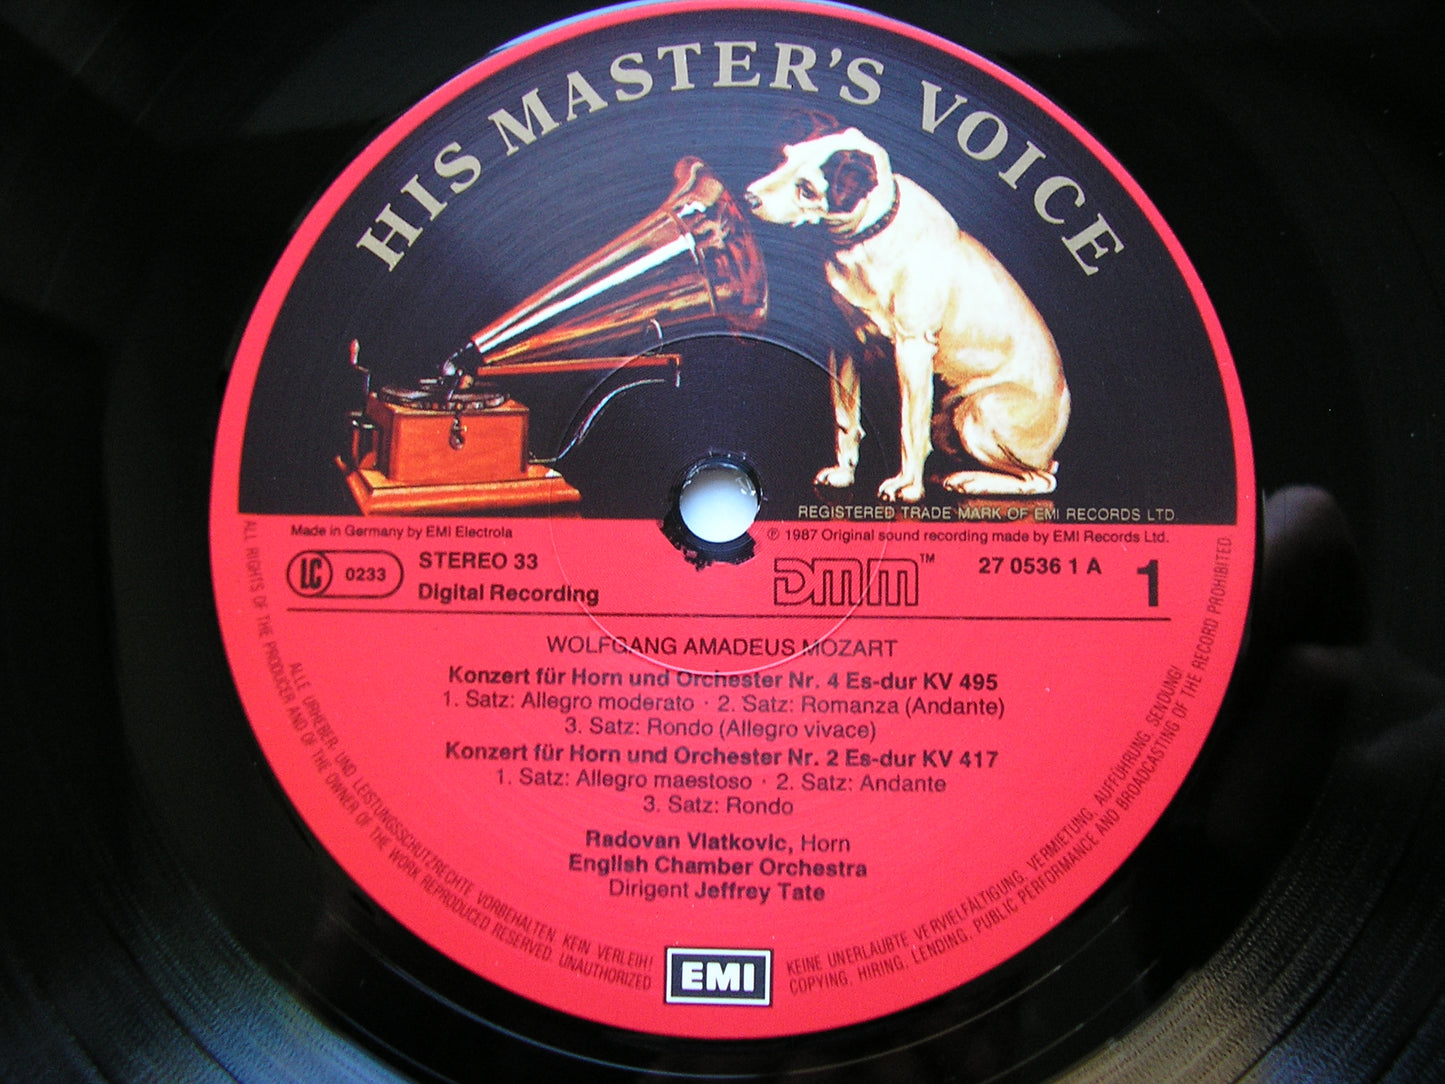 HIS MASTER'S VOICE
REGISTERED TRADE MARK OF EMI RECORDS LTD.
Made in Germany by EMI Electrola
℗ 1987 Original sound recording made by EMI Records Ltd.
LC 0233
STEREO 33
Digital Recording
DMM™
27 0536 1 A
1
WOLFGANG AMADEUS MOZART
Konzert für Horn und Orchester Nr. 4 Es-dur KV 495
1. Satz: Allegro moderato · 2. Satz: Romanza (Andante)
3. Satz: Rondo (Allegro vivace)
Konzert für Horn und Orchester Nr. 2 Es-dur KV 417
1. Satz: Allegro maestoso · 2. Satz: Andante
3. Satz: Rondo
Radovan Vlatkovic, Horn
English Chamber Orchestra
Dirigent Jeffrey Tate
ALLE URHEBER- UND LEISTUNGSSCHUTZRECHTE VORBEHALTEN. KEIN VERLEIH! KEINE UNERLAUBTE VERVIELFÄLTIGUNG, VERMIETUNG, AUFFÜHRUNG, SENDUNG!
ALL RIGHTS OF THE PRODUCER AND OF THE OWNER OF THE WORK REPRODUCED RESERVED. UNAUTHORIZED COPYING, HIRING, LENDING, PUBLIC PERFORMANCE AND BROADCASTING OF THE RECORD PROHIBITED.
EMI